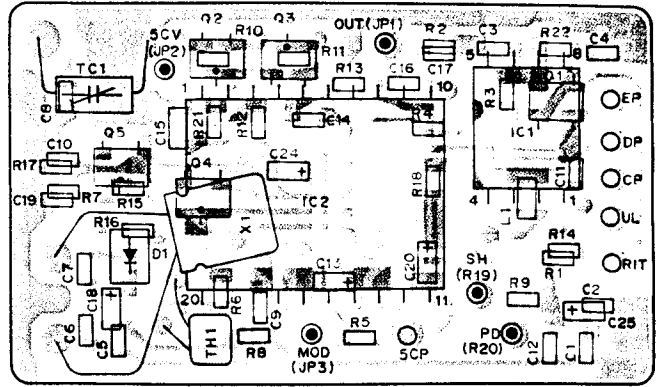 Q2 Q3 OUT(JP1) R2 C3 R22
5CV
(JP2)
R10 R11 C4
TC1 R13 C16 C17 5 8
C8 1 10 R3 Q1 EP
C15 R21 R12 C14 R4 IC1
Q5 DP
C10
R17
C24 R18 C11 CP
Q4
R7 R15 IC2 4 1
C19
X1 L1 UL
R16
D1 R14
C7 C13 C20 SH
(R19)
R1 RIT
C18 20 R6 C9 11 R9 C2
C6 C5 TH1 R8 MOD
(JP3)
R5 5CP PD
(R20)
C12 C1 C25